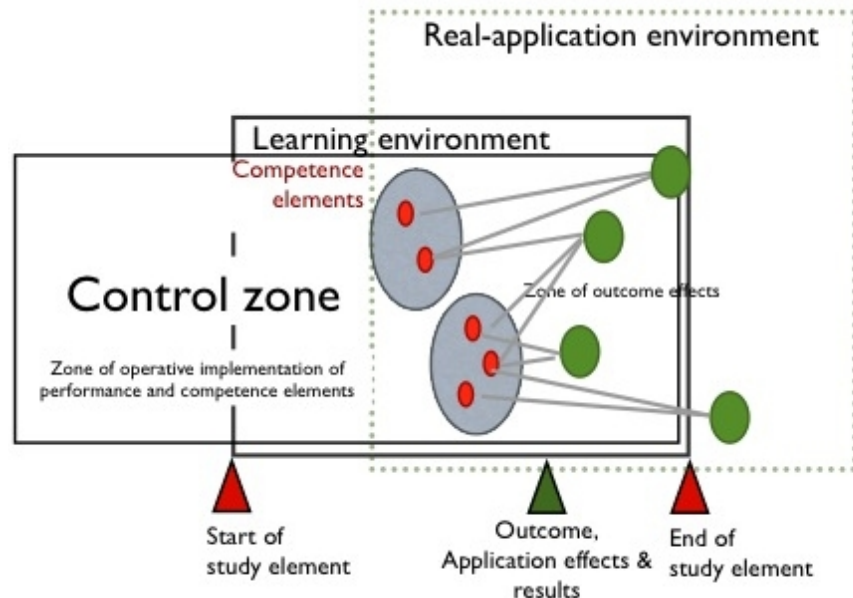 Real-application environment
Learning environment
Competence
elements
Control zone
Zone of outcome effects
Zone of operative implementation of
performance and competence elements
Start of
study element
Outcome,
Application effects &
results
End of
study element